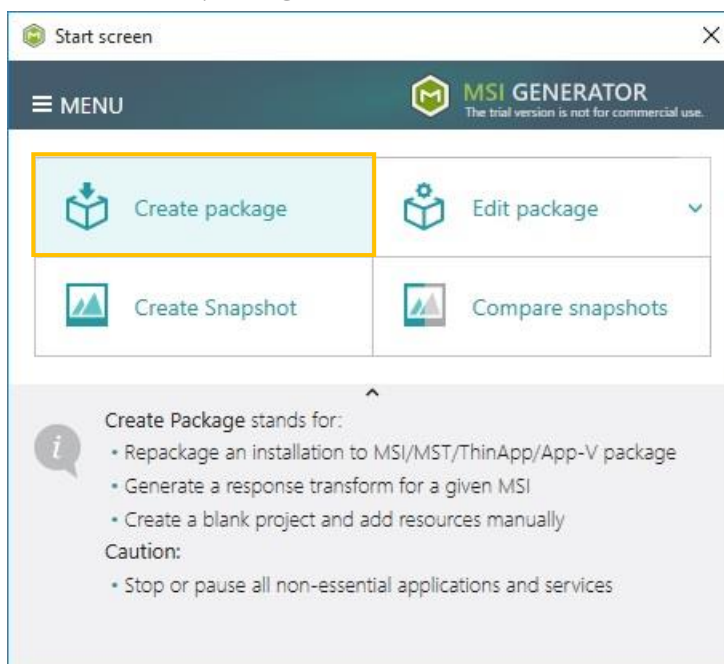 Start screen
MENU
MSI GENERATOR
The trial version is not for commercial use.
Create package
Edit package
Create Snapshot
Compare snapshots
Create Package stands for:
• Repackage an installation to MSI/MST/ThinApp/App-V package
• Generate a response transform for a given MSI
• Create a blank project and add resources manually
Caution:
• Stop or pause all non-essential applications and services